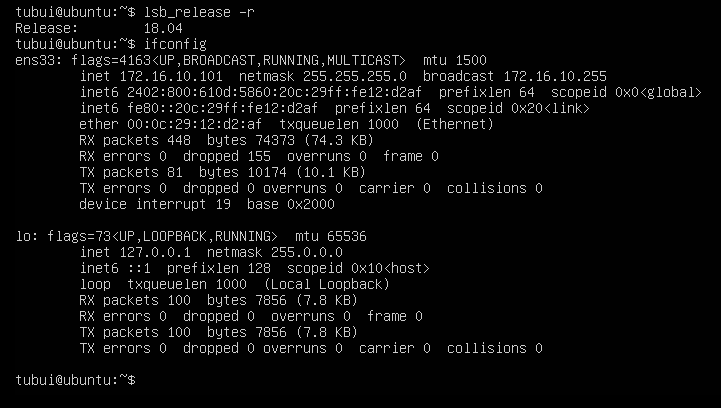 tubui@ubuntu:~$ lsb_release -r
Release:        18.04
tubui@ubuntu:~$ ifconfig
ens33: flags=4163<UP,BROADCAST,RUNNING,MULTICAST>  mtu 1500
        inet 172.16.10.101  netmask 255.255.255.0  broadcast 172.16.10.255
        inet6 2402:800:610d:5860:20c:29ff:fe12:d2af  prefixlen 64  scopeid 0x0<global>
        inet6 fe80::20c:29ff:fe12:d2af  prefixlen 64  scopeid 0x20<link>
        ether 00:0c:29:12:d2:af  txqueuelen 1000  (Ethernet)
        RX packets 448  bytes 74373 (74.3 KB)
        RX errors 0  dropped 155  overruns 0  frame 0
        TX packets 81  bytes 10174 (10.1 KB)
        TX errors 0  dropped 0 overruns 0  carrier 0  collisions 0
        device interrupt 19  base 0x2000

lo: flags=73<UP,LOOPBACK,RUNNING>  mtu 65536
        inet 127.0.0.1  netmask 255.0.0.0
        inet6 ::1  prefixlen 128  scopeid 0x10<host>
        loop  txqueuelen 1000  (Local Loopback)
        RX packets 100  bytes 7856 (7.8 KB)
        RX errors 0  dropped 0  overruns 0  frame 0
        TX packets 100  bytes 7856 (7.8 KB)
        TX errors 0  dropped 0 overruns 0  carrier 0  collisions 0

tubui@ubuntu:~$